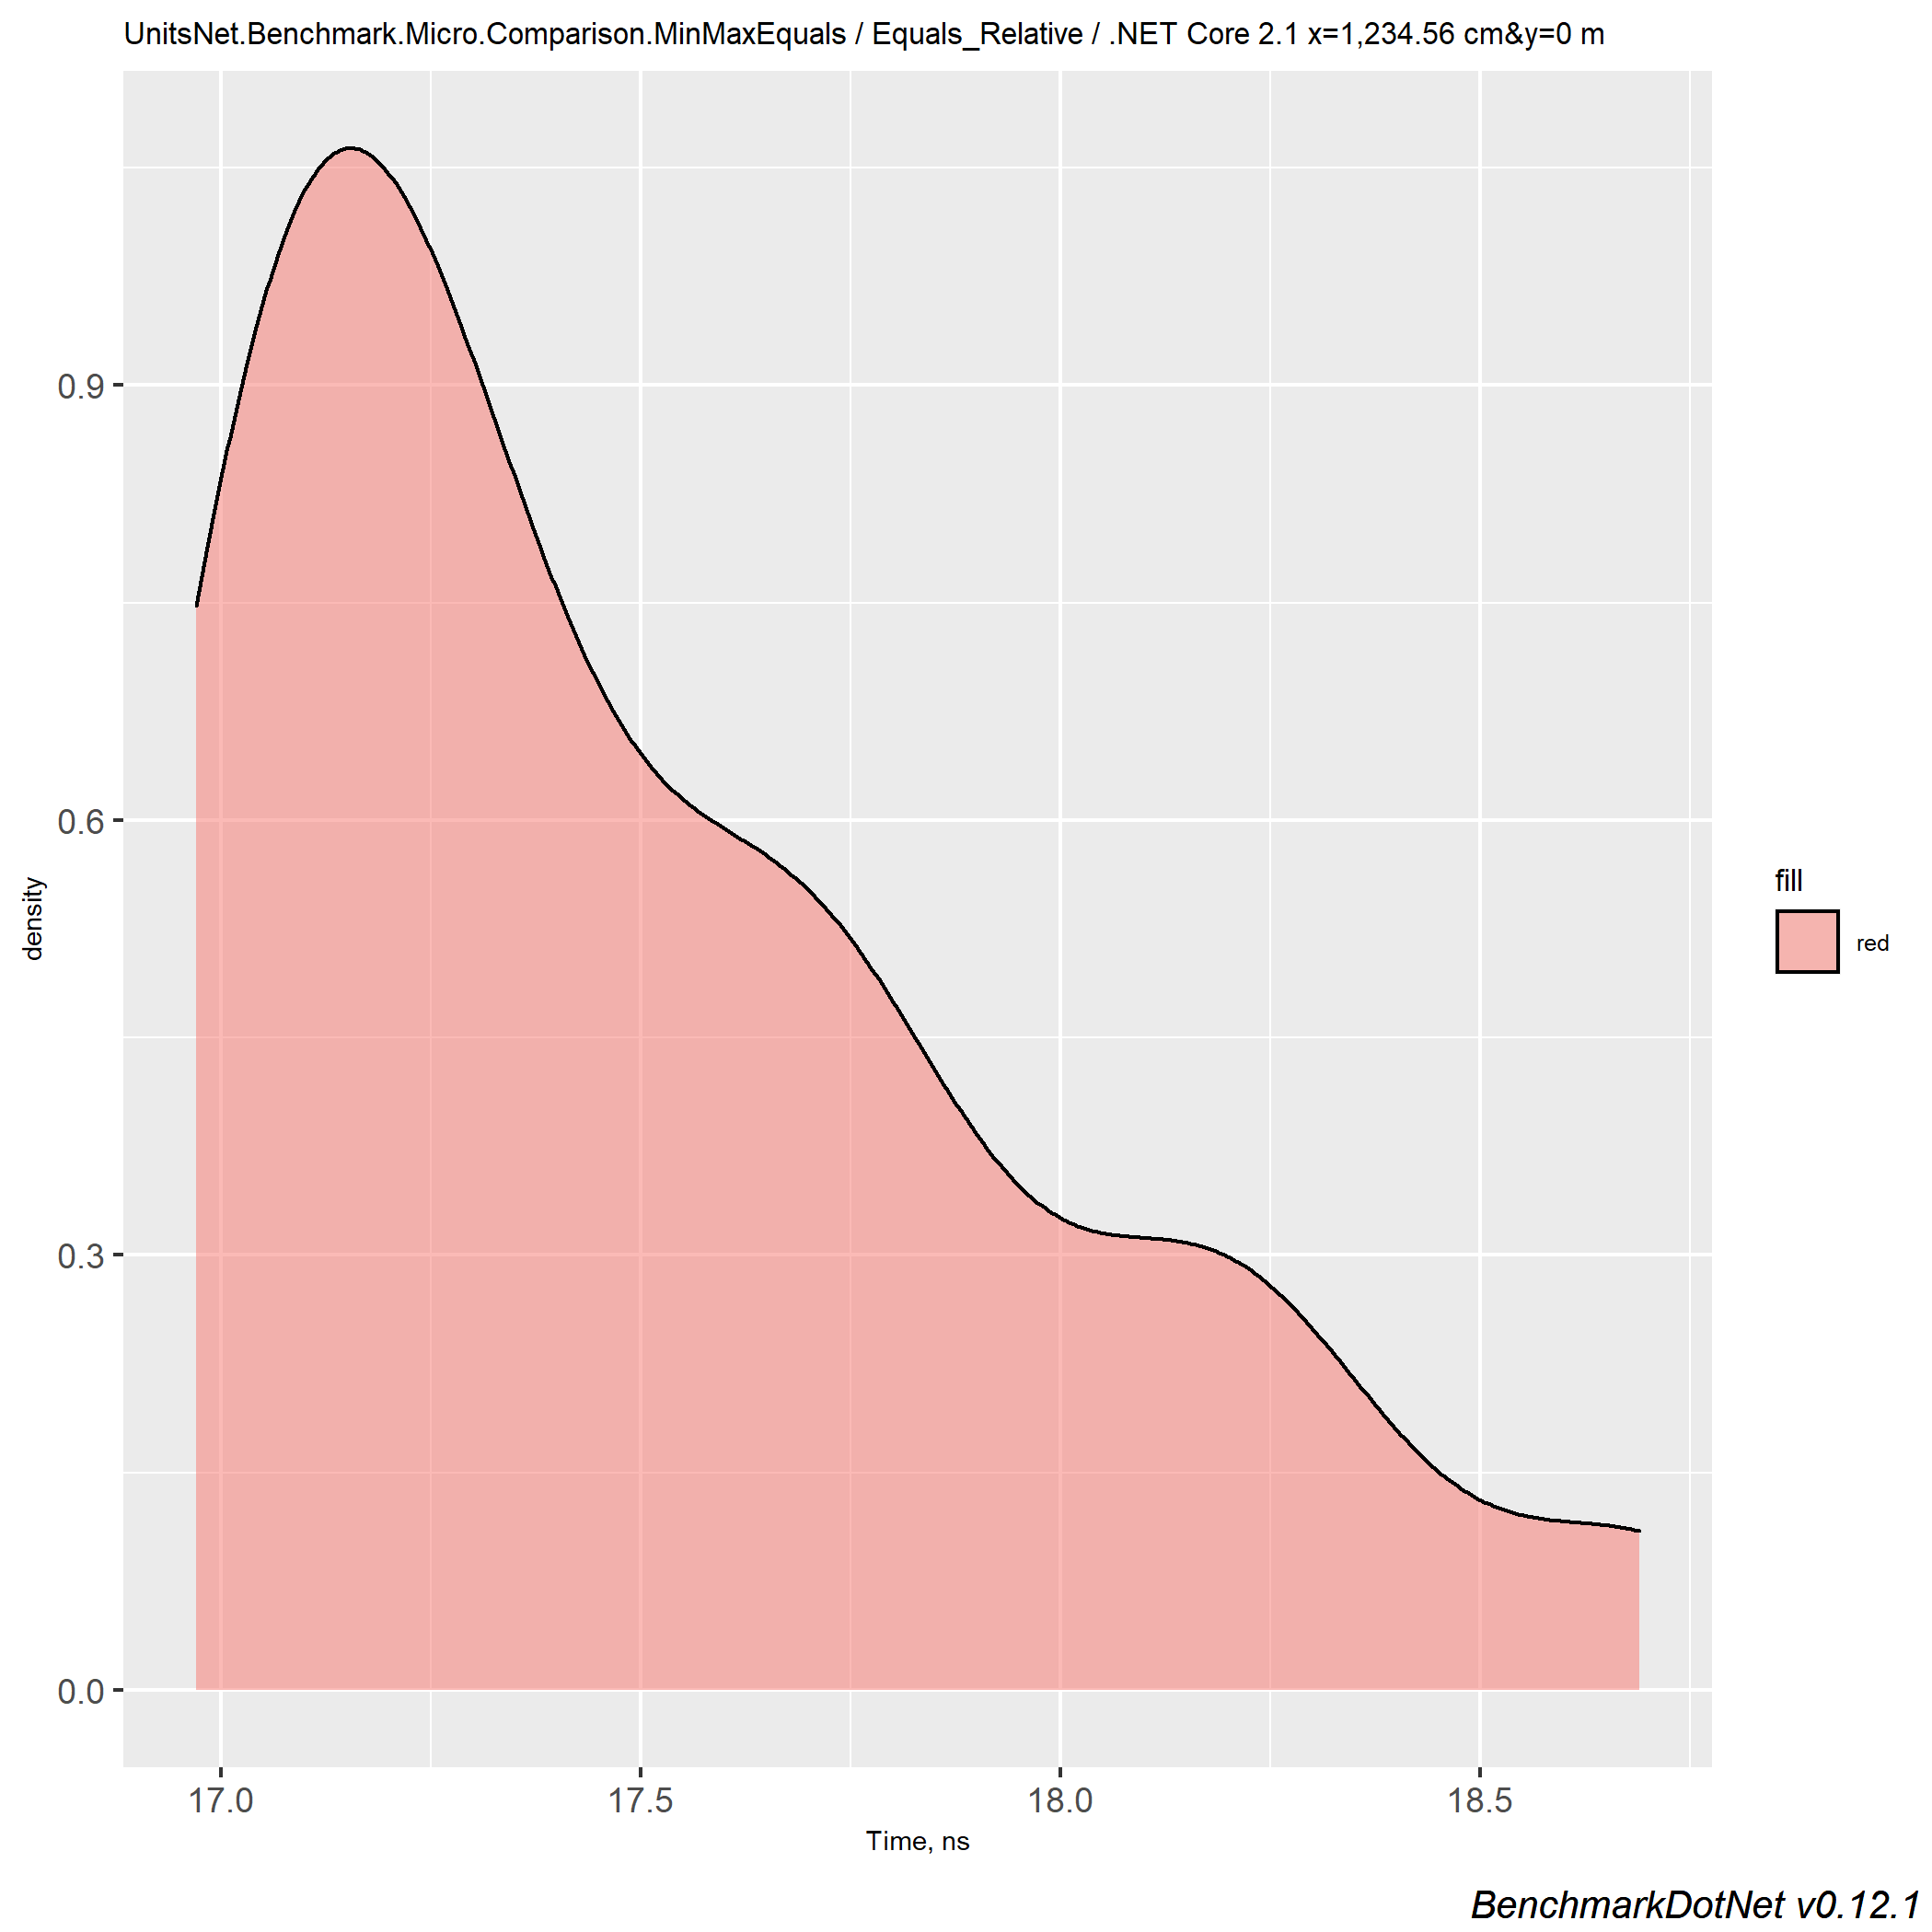 UnitsNet.Benchmark.Micro.Comparison.MinMaxEquals / Equals_Relative / .NET Core 2.1 x=1,234.56 cm&y=0 m
0.9
0.6
0.3
0.0
density
17.0 17.5 18.0 18.5
Time, ns
fill
red
BenchmarkDotNet v0.12.1